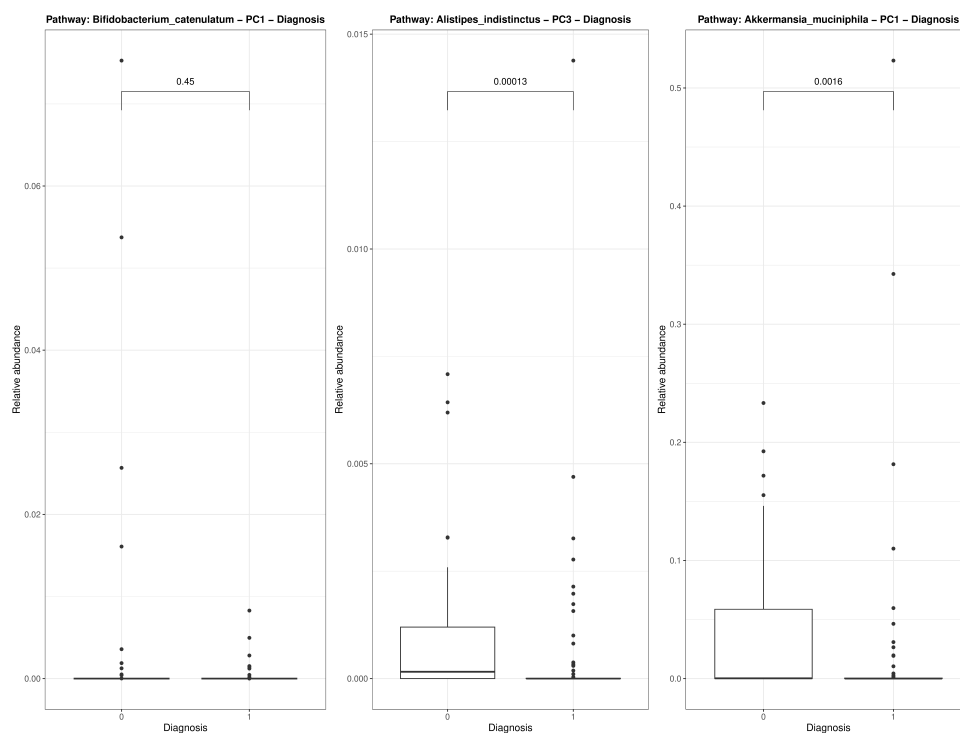 Pathway: Bifidobacterium_catenulatum − PC1 − Diagnosis
0.45
0.06
0.04
0.02
0.00
Relative abundance
0
1
Diagnosis
Pathway: Alistipes_indistinctus − PC3 − Diagnosis
0.015
0.00013
0.010
0.005
0.000
Relative abundance
0
1
Diagnosis
Pathway: Akkermansia_muciniphila − PC1 − Diagnosis
0.0016
0.5
0.4
0.3
0.2
0.1
0.0
Relative abundance
0
1
Diagnosis